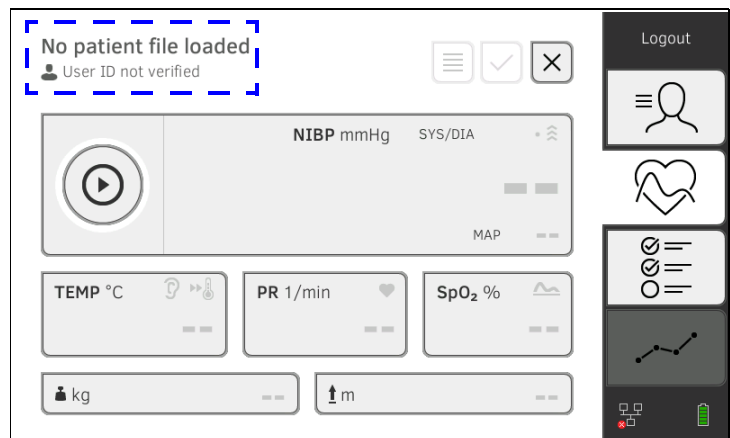 No patient file loaded
User ID not verified
Logout
NIBP mmHg SYS/DIA
-- --
MAP --
TEMP °C
--
PR 1/min
--
SpO₂ %
--
kg --
m --